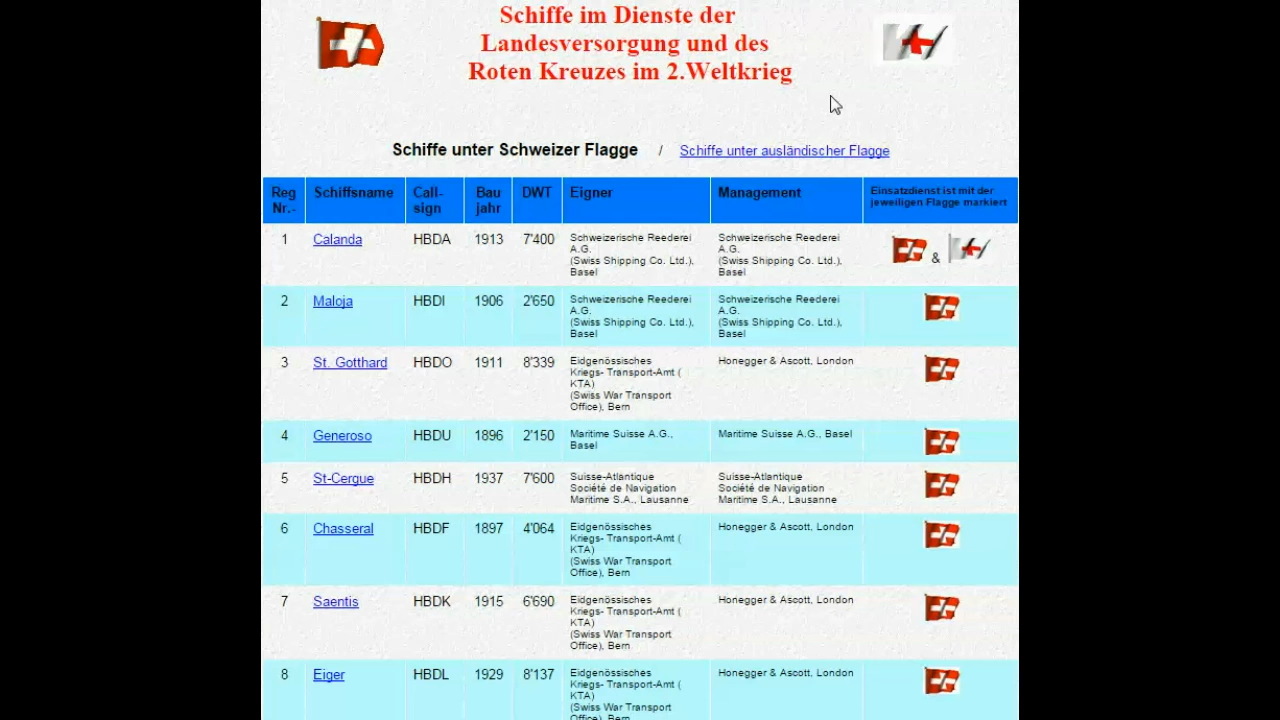 Schiffe im Dienste der
Landesversorgung und des
Roten Kreuzes im 2.Weltkrieg
Schiffe unter Schweizer Flagge / Schiffe unter ausländischer Flagge
Reg Nr.- Schiffsname Call-sign Bau jahr DWT Eigner Management Einsatzdienst ist mit der jeweiligen Flagge markiert
1 Calanda HBDA 1913 7'400 Schweizerische Reederei Schweizerische Reederei
A.G. A.G.
(Swiss Shipping Co. Ltd.), (Swiss Shipping Co. Ltd.), &
Basel Basel
2 Maloja HBDI 1906 2'650 Schweizerische Reederei Schweizerische Reederei
A.G. A.G.
(Swiss Shipping Co. Ltd.), (Swiss Shipping Co. Ltd.),
Basel Basel
3 St. Gotthard HBDO 1911 8'339 Eidgenössisches Honegger & Ascott, London
Kriegs- Transport-Amt (
KTA)
(Swiss War Transport
Office), Bern
4 Generoso HBDU 1896 2'150 Maritime Suisse A.G., Maritime Suisse A.G., Basel
Basel
5 St-Cergue HBDH 1937 7'600 Suisse-Atlantique Suisse-Atlantique
Société de Navigation Société de Navigation
Maritime S.A., Lausanne Maritime S.A., Lausanne
6 Chasseral HBDF 1897 4'064 Eidgenössisches Honegger & Ascott, London
Kriegs- Transport-Amt (
KTA)
(Swiss War Transport
Office), Bern
7 Saentis HBDK 1915 6'690 Eidgenössisches Honegger & Ascott, London
Kriegs- Transport-Amt (
KTA)
(Swiss War Transport
Office), Bern
8 Eiger HBDL 1929 8'137 Eidgenössisches Honegger & Ascott, London
Kriegs- Transport-Amt (
KTA)
(Swiss War Transport
Office), Bern